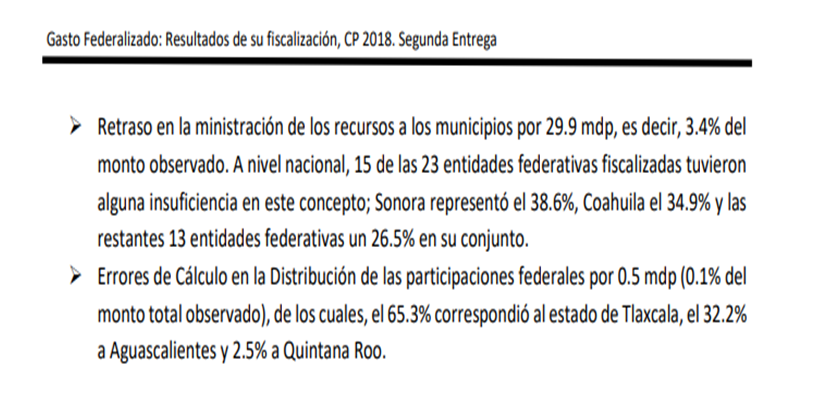 Gasto Federalizado: Resultados de su fiscalización, CP 2018. Segunda Entrega
➢ Retraso en la ministración de los recursos a los municipios por 29.9 mdp, es decir, 3.4% del
monto observado. A nivel nacional, 15 de las 23 entidades federativas fiscalizadas tuvieron
alguna insuficiencia en este concepto; Sonora representó el 38.6%, Coahuila el 34.9% y las
restantes 13 entidades federativas un 26.5% en su conjunto.
➢ Errores de Cálculo en la Distribución de las participaciones federales por 0.5 mdp (0.1% del
monto total observado), de los cuales, el 65.3% correspondió al estado de Tlaxcala, el 32.2%
a Aguascalientes y 2.5% a Quintana Roo.